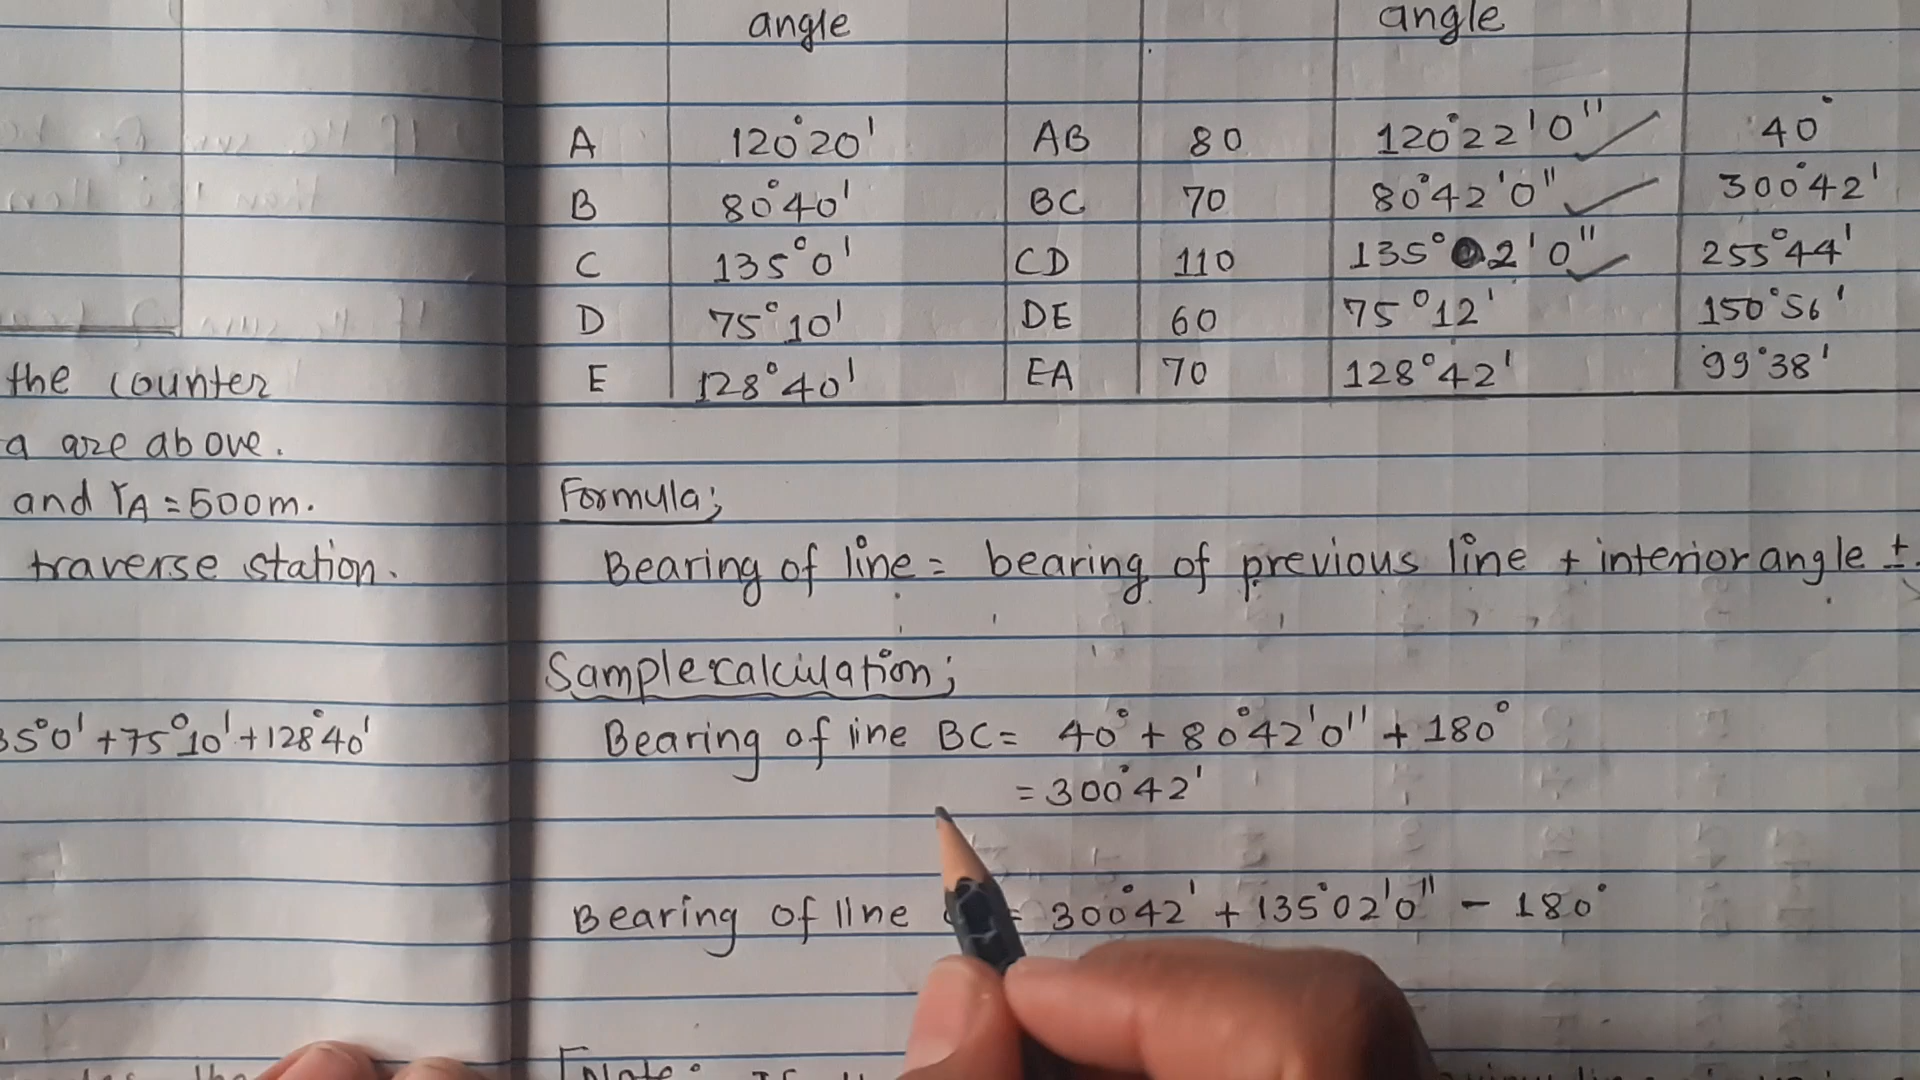 angle angle
A 120°20' AB 80 120°22'0" 40°
B 80°40' BC 70 80°42'0" 300°42'
C 135°0' CD 110 135°2'0" 255°44'
D 75°10' DE 60 75°12' 150°56'
E 128°40' EA 70 128°42' 99°38'
the counter
a are above.
and YA = 500m.
traverse station.
35°0' + 75°10' + 128°40'
Formula;
Bearing of line = bearing of previous line + interior angle ±
Sample calculation;
Bearing of line BC = 40° + 80°42'0" + 180°
= 300°42'
Bearing of line = 300°42' + 135°02'0" - 180°